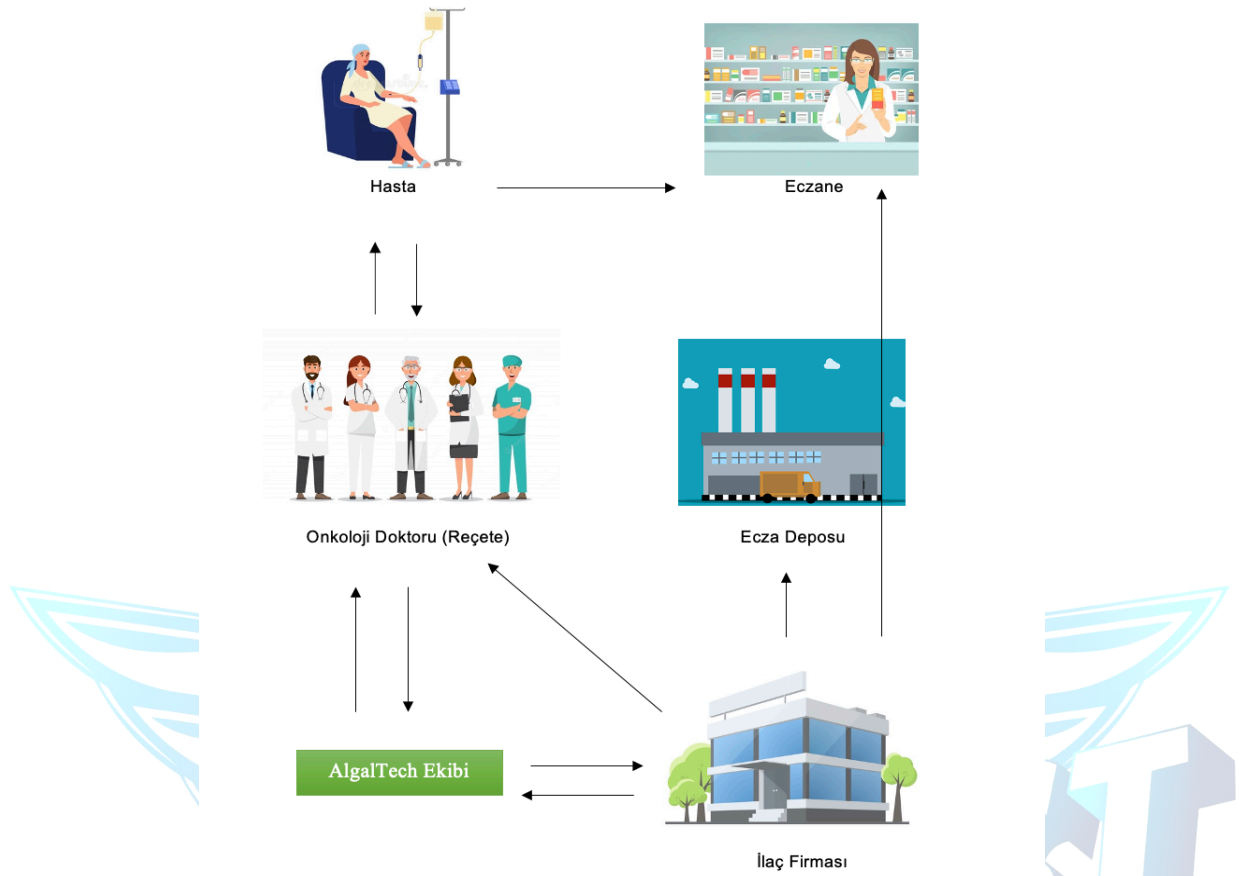 Hasta
Eczane
Onkoloji Doktoru (Reçete)
Ecza Deposu
AlgalTech Ekibi
İlaç Firması